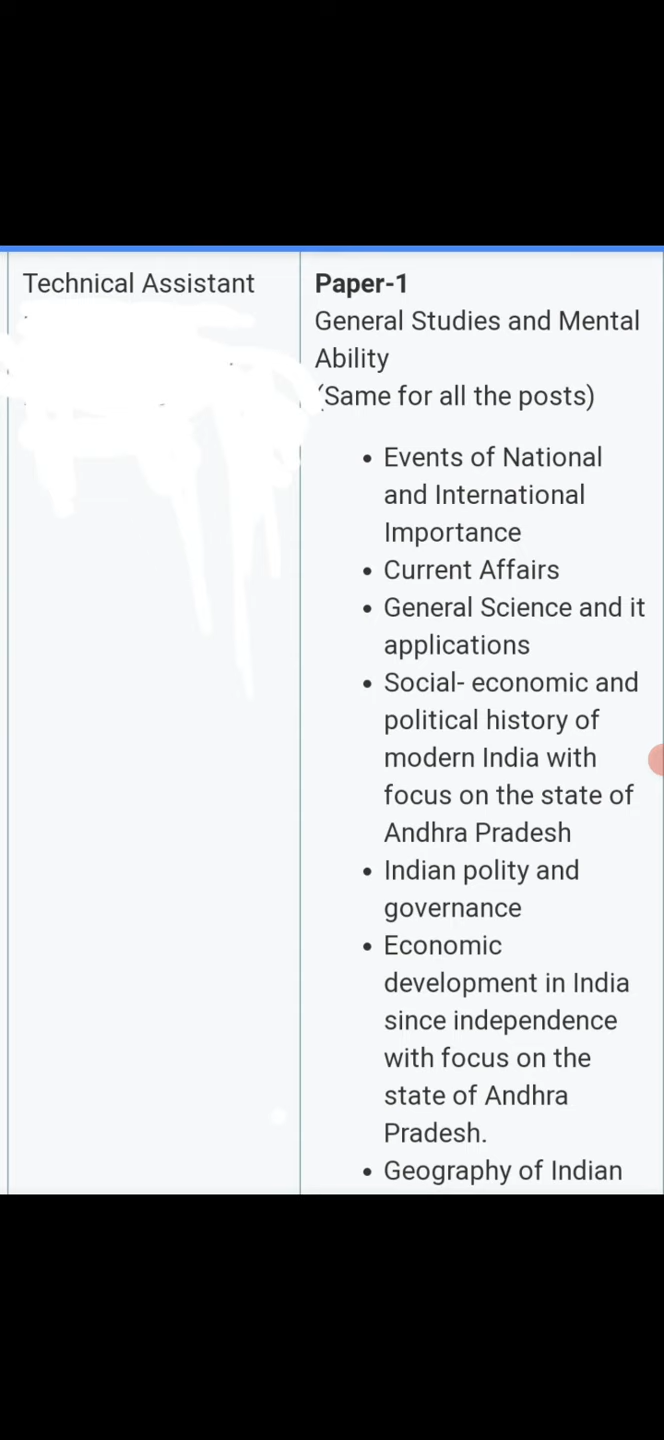 Technical Assistant
Paper-1
General Studies and Mental
Ability
(Same for all the posts)
• Events of National
and International
Importance
• Current Affairs
• General Science and it
applications
• Social- economic and
political history of
modern India with
focus on the state of
Andhra Pradesh
• Indian polity and
governance
• Economic
development in India
since independence
with focus on the
state of Andhra
Pradesh.
• Geography of Indian